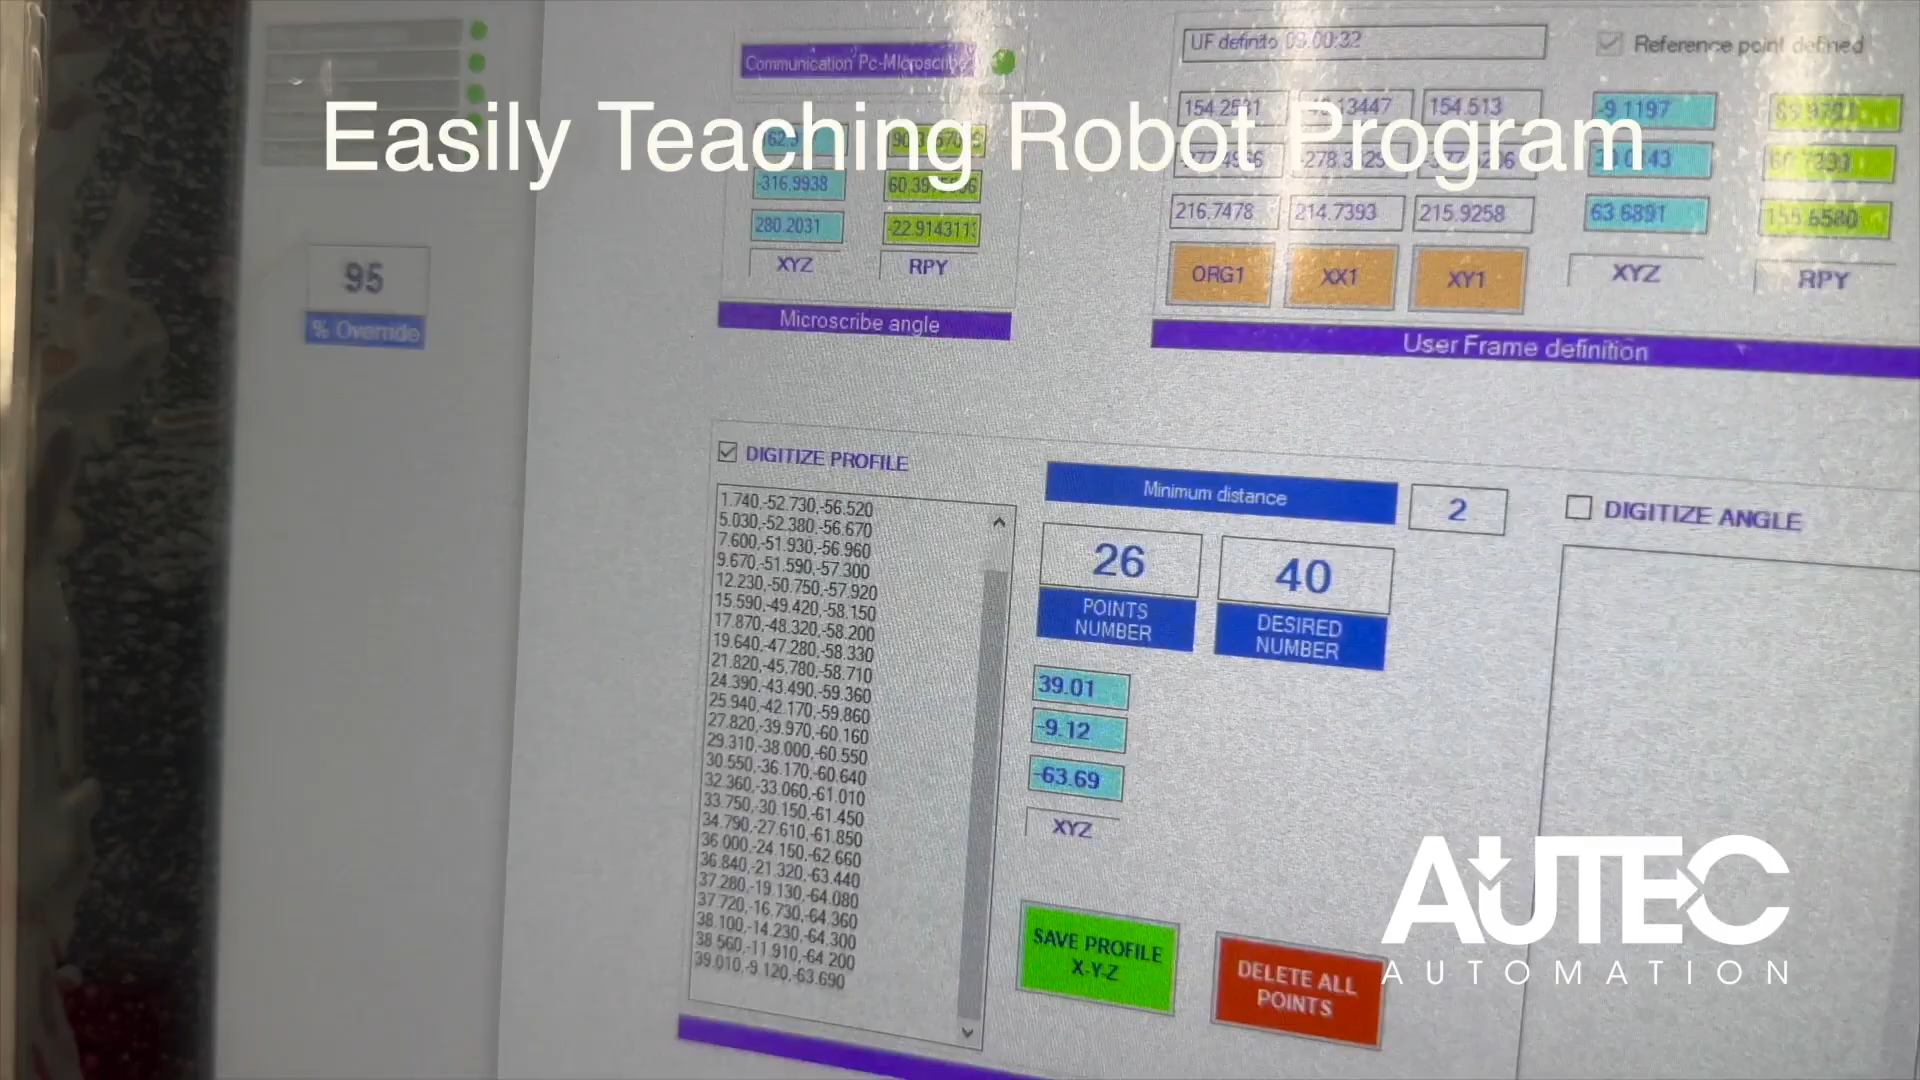 Easily Teaching Robot Program
UF definito 09:00:32
Reference point defined
Communication Pc-Microscribe
154.513
-9.1197
-316.9938
280.2031
-22.914311
216.7478
214.7393
215.9258
63.6891
XYZ
RPY
ORG1
XX1
XY1
XYZ
RPY
Microscribe angle
User Frame definition
95
% Override
DIGITIZE PROFILE
1.740,-52.730,-56.520
5.030,-52.380,-56.670
7.600,-51.930,-56.960
9.670,-51.590,-57.300
12.230,-50.750,-57.920
15.590,-49.420,-58.150
17.870,-48.320,-58.200
19.640,-47.280,-58.330
21.820,-45.780,-58.710
24.390,-43.490,-59.360
25.940,-42.170,-59.860
27.820,-39.970,-60.160
29.310,-38.000,-60.550
30.550,-36.170,-60.640
32.360,-33.060,-61.010
33.750,-30.150,-61.450
34.790,-27.610,-61.850
36.000,-24.150,-62.660
36.840,-21.320,-63.440
37.280,-19.130,-64.080
37.720,-16.730,-64.360
38.100,-14.230,-64.300
38.560,-11.910,-64.200
39.010,-9.120,-63.690
Minimum distance
2
26
POINTS
NUMBER
40
DESIRED
NUMBER
39.01
-9.12
-63.69
XYZ
SAVE PROFILE
X-Y-Z
DELETE ALL
POINTS
DIGITIZE ANGLE
AUTEC
AUTOMATION